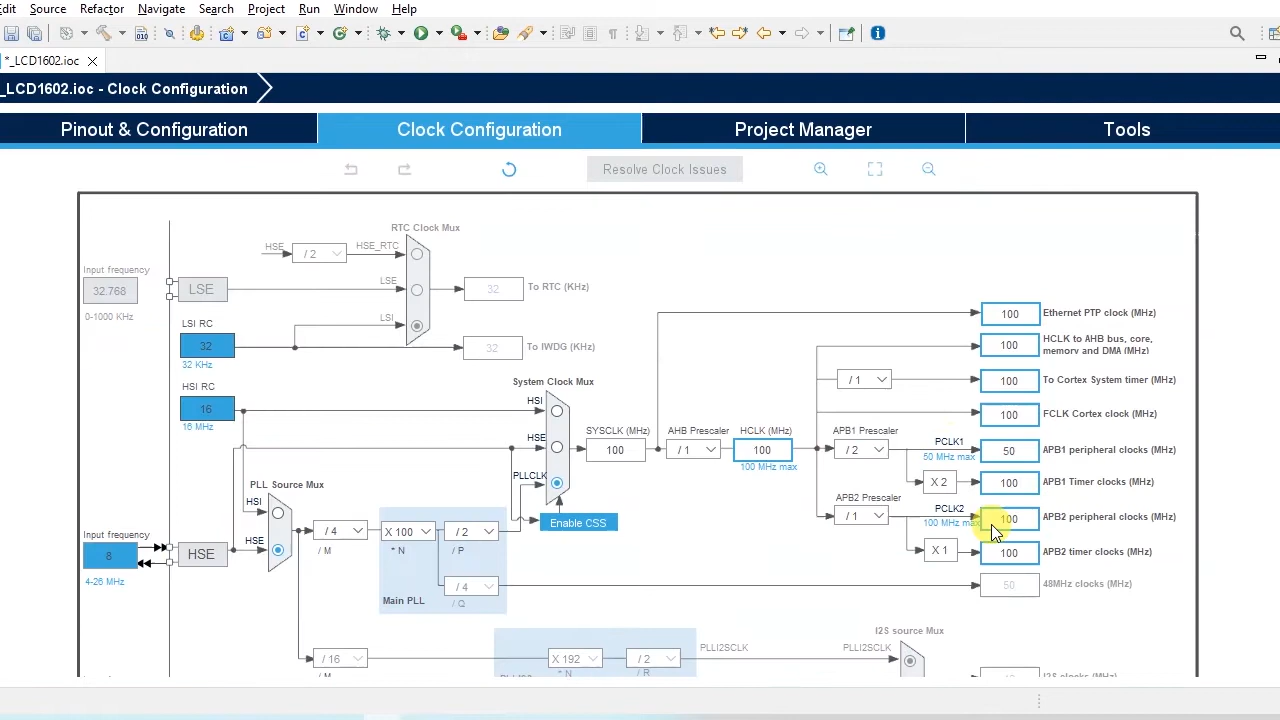 dit Source Refactor Navigate Search Project Run Window Help
*_LCD1602.ioc
_LCD1602.ioc - Clock Configuration
Pinout & Configuration Clock Configuration Project Manager Tools
Resolve Clock Issues
RTC Clock Mux
HSE / 2 HSE_RTC
Input frequency
32.768 LSE LSE 32 To RTC (KHz)
0-1000 KHz
LSI RC LSI
32 32 To IWDG (KHz)
32 KHz
HSI RC
16
16 MHz
System Clock Mux
HSI
HSE
PLLCLK
SYSCLK (MHz) AHB Prescaler HCLK (MHz) APB1 Prescaler
100 / 1 100 / 2
100 MHz max
PCLK1
50 MHz max
100 Ethernet PTP clock (MHz)
100 HCLK to AHB bus, core,
memory and DMA (MHz)
/ 1 100 To Cortex System timer (MHz)
100 FCLK Cortex clock (MHz)
50 APB1 peripheral clocks (MHz)
X 2 100 APB1 Timer clocks (MHz)
APB2 Prescaler PCLK2
/ 1 100 MHz max 100 APB2 peripheral clocks (MHz)
X 1 100 APB2 timer clocks (MHz)
50 48MHz clocks (MHz)
PLL Source Mux
HSI
HSE
Enable CSS
/ 4 X 100 / 2
/ M * N / P
/ 4
Main PLL / Q
Input frequency
8 HSE
4-26 MHz
I2S source Mux
/ 16 X 192 / 2 PLLI2SCLK PLLI2SCLK
* N / R